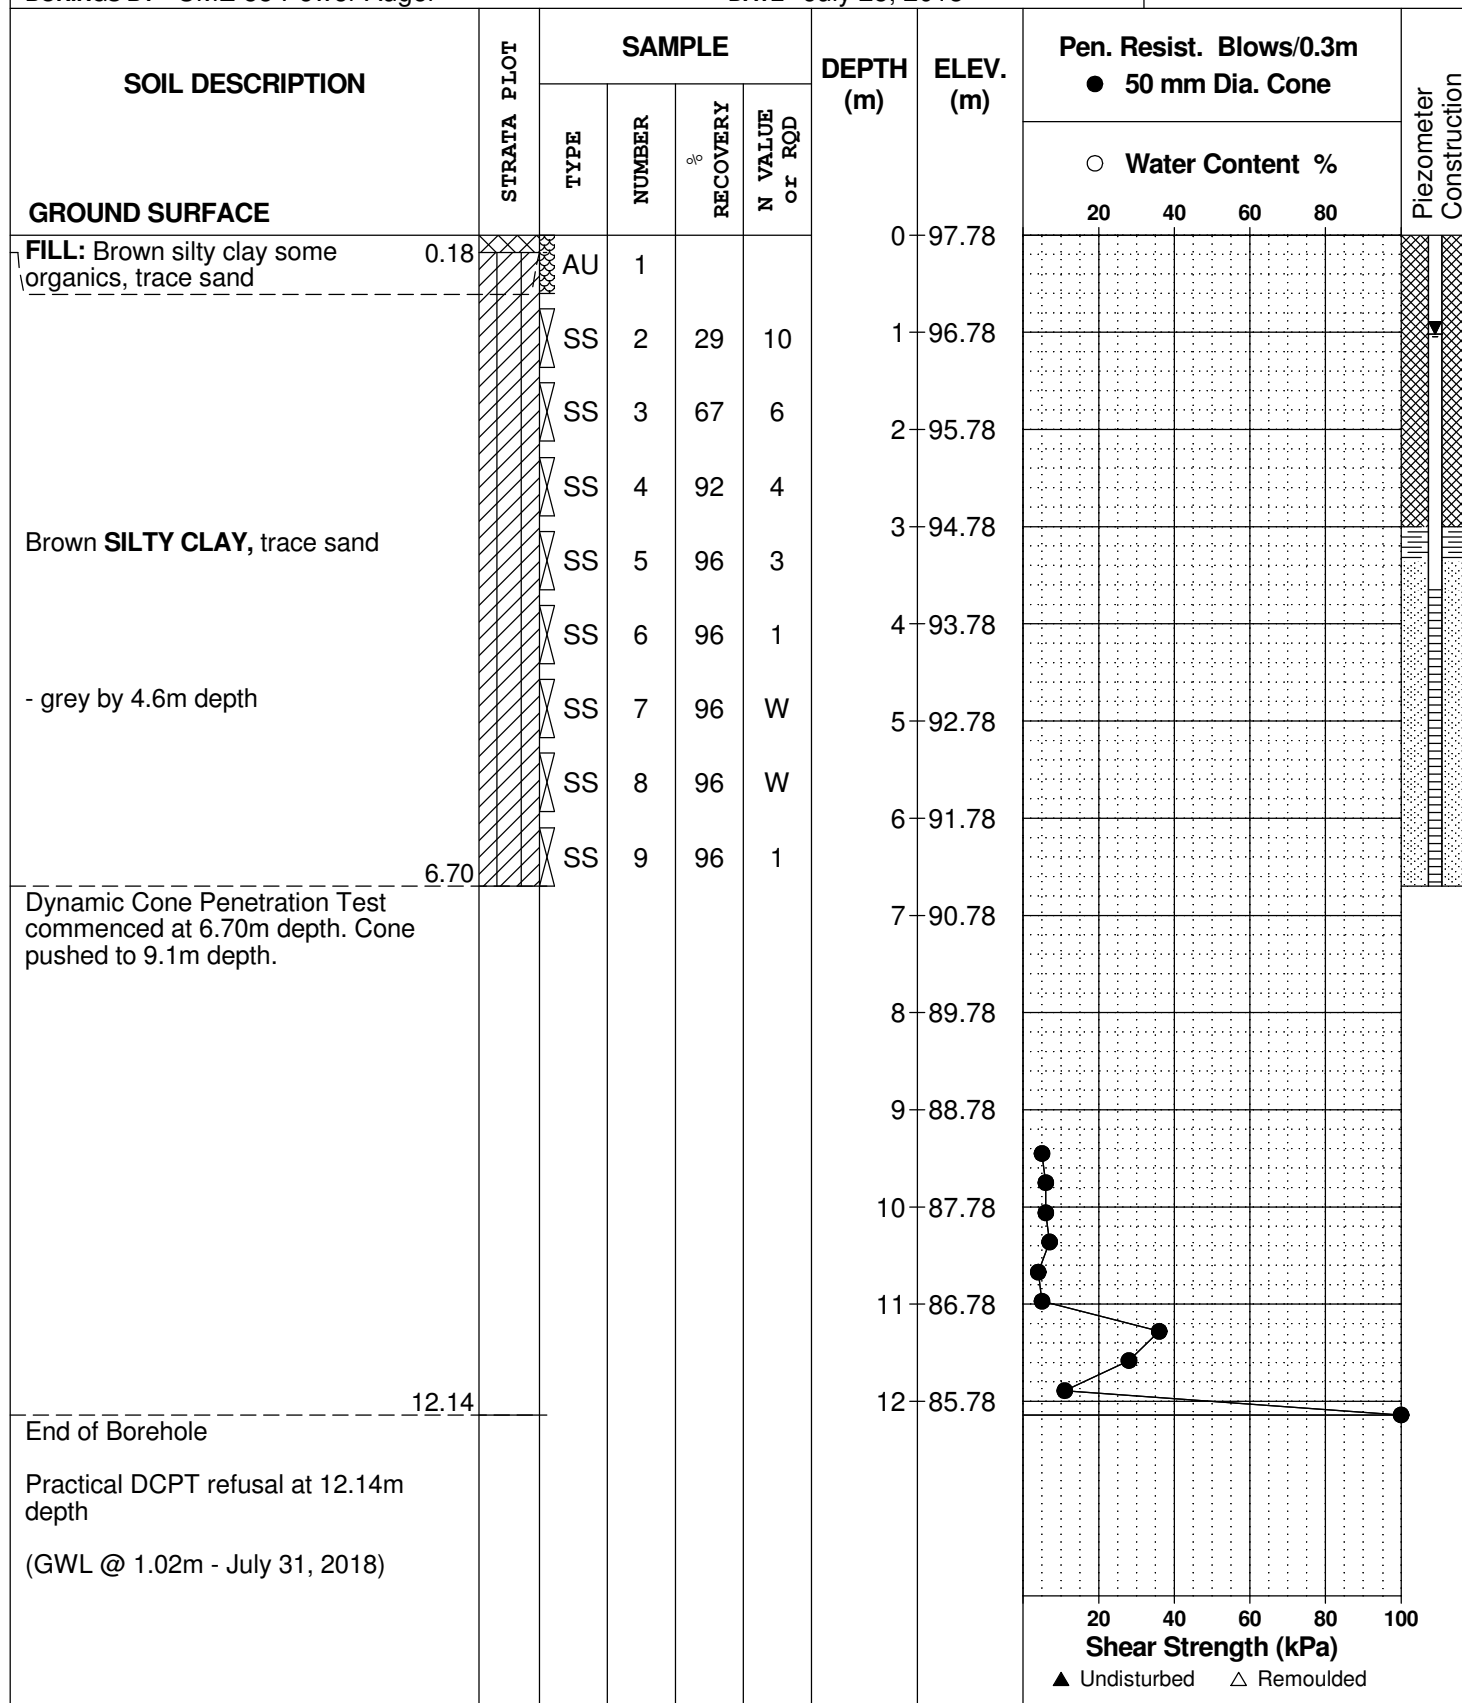 SOIL DESCRIPTION
GROUND SURFACE
STRATA PLOT
SAMPLE
TYPE
NUMBER
% RECOVERY
N VALUE or RQD
DEPTH (m)
ELEV. (m)
Pen. Resist. Blows/0.3m
● 50 mm Dia. Cone
○ Water Content %
20 40 60 80
Piezometer Construction
FILL: Brown silty clay some 0.18
organics, trace sand
AU 1
0 97.78
SS 2 29 10
1 96.78
SS 3 67 6
2 95.78
SS 4 92 4
3 94.78
Brown SILTY CLAY, trace sand
SS 5 96 3
SS 6 96 1
4 93.78
- grey by 4.6m depth
SS 7 96 W
5 92.78
SS 8 96 W
6 91.78
SS 9 96 1
6.70
Dynamic Cone Penetration Test
commenced at 6.70m depth. Cone
pushed to 9.1m depth.
7 90.78
8 89.78
9 88.78
10 87.78
11 86.78
12 85.78
12.14
End of Borehole
Practical DCPT refusal at 12.14m
depth
(GWL @ 1.02m - July 31, 2018)
20 40 60 80 100
Shear Strength (kPa)
▲ Undisturbed △ Remoulded